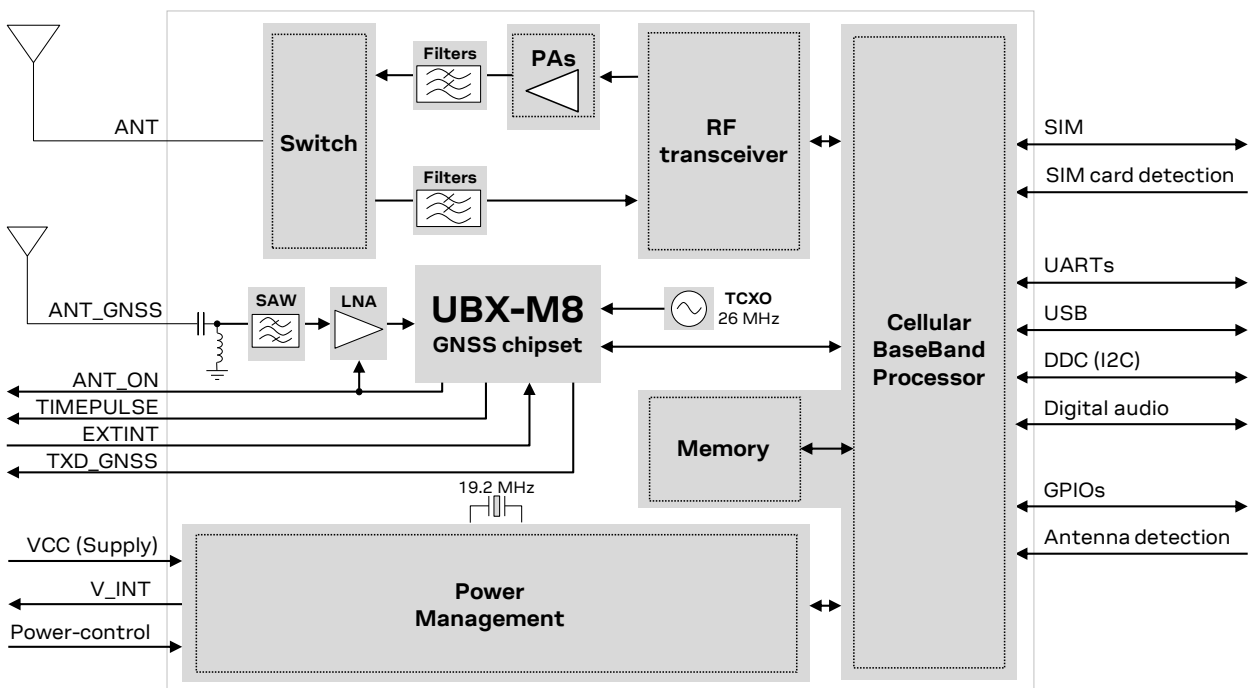 Filters
PAs
ANT
Switch
RF
transceiver
SIM
Filters
SIM card detection
UARTs
ANT_GNSS
SAW
LNA
UBX-M8
GNSS chipset
TCXO
26 MHz
USB
Cellular
BaseBand
Processor
DDC (I2C)
ANT_ON
TIMEPULSE
Digital audio
EXTINT
Memory
TXD_GNSS
19.2 MHz
GPIOs
VCC (Supply)
Antenna detection
V_INT
Power
Management
Power-control